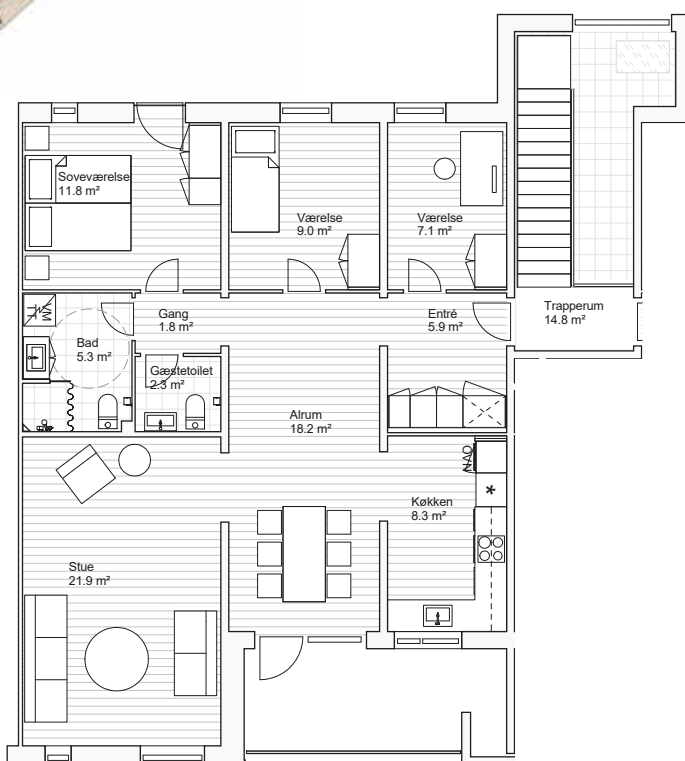 Soveværelse
11.8 m²
Værelse
9.0 m²
Værelse
7.1 m²
Gang
1.8 m²
Entré
5.9 m²
Trapperum
14.8 m²
Bad
5.3 m²
Gæstetoilet
2.3 m²
Alrum
18.2 m²
Køkken
8.3 m²
Stue
21.9 m²